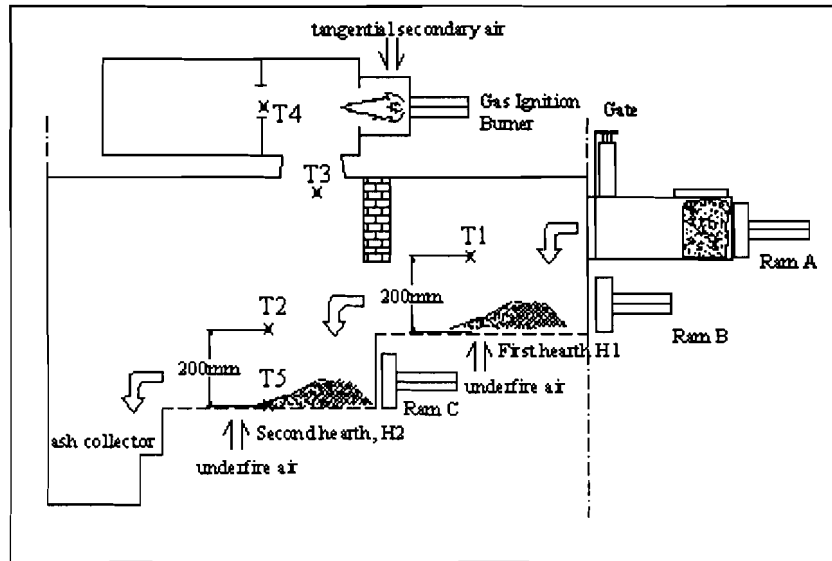 tangential secondary air
Gas Ignition
Burner
Gate
T4
T3
T1
Ram A
200mm
T2
Ram B
First hearth, H1
200mm
underfire air
T5
Ram C
ash collector
Second hearth, H2
underfire air